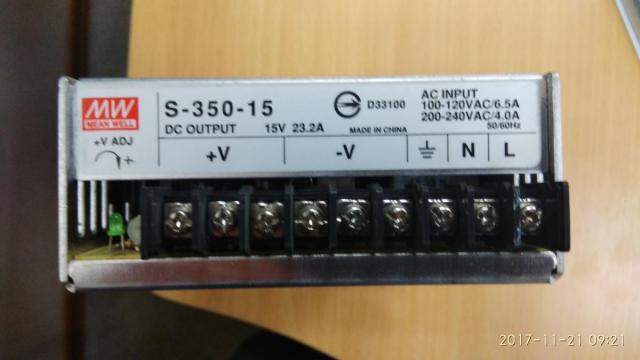 MW
MEAN WELL
S-350-15
DC OUTPUT 15V 23.2A
D33100
MADE IN CHINA
AC INPUT
100-120VAC/6.5A
200-240VAC/4.0A
50/60Hz
+V ADJ
+
+V
-V
N
L
2017-11-21 09:21